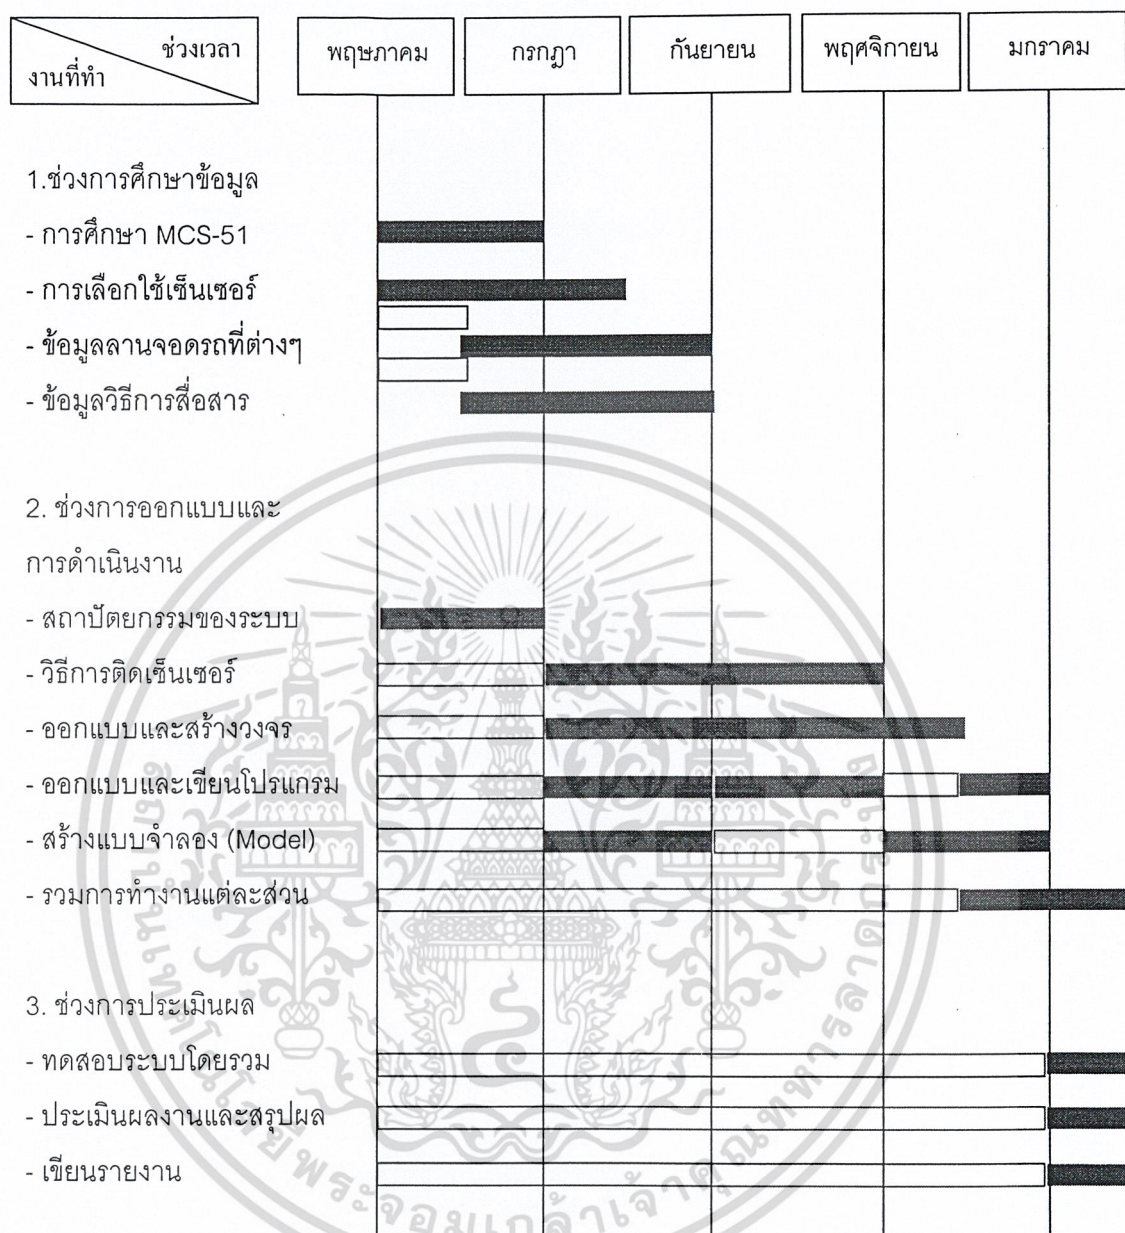 ช่วงเวลา
งานที่ทำ
พฤษภาคม
กรกฎา
กันยายน
พฤศจิกายน
มกราคม
1.ช่วงการศึกษาข้อมูล
- การศึกษา MCS-51
- การเลือกใช้เซ็นเซอร์
- ข้อมูลลานจอดรถที่ต่างๆ
- ข้อมูลวิธีการสื่อสาร
2. ช่วงการออกแบบและ
การดำเนินงาน
- สถาปัตยกรรมของระบบ
- วิธีการติดเซ็นเซอร์
- ออกแบบและสร้างวงจร
- ออกแบบและเขียนโปรแกรม
- สร้างแบบจำลอง (Model)
- รวมการทำงานแต่ละส่วน
3. ช่วงการประเมินผล
- ทดสอบระบบโดยรวม
- ประเมินผลงานและสรุปผล
- เขียนรายงาน